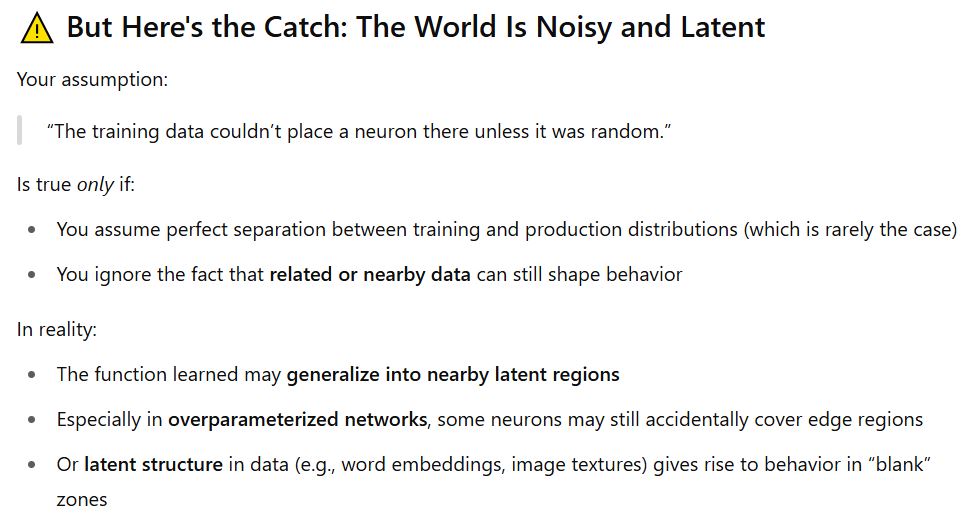 ⚠️ But Here's the Catch: The World Is Noisy and Latent
Your assumption:
“The training data couldn’t place a neuron there unless it was random.”
Is true only if:
• You assume perfect separation between training and production distributions (which is rarely the case)
• You ignore the fact that related or nearby data can still shape behavior
In reality:
• The function learned may generalize into nearby latent regions
• Especially in overparameterized networks, some neurons may still accidentally cover edge regions
• Or latent structure in data (e.g., word embeddings, image textures) gives rise to behavior in “blank”
zones